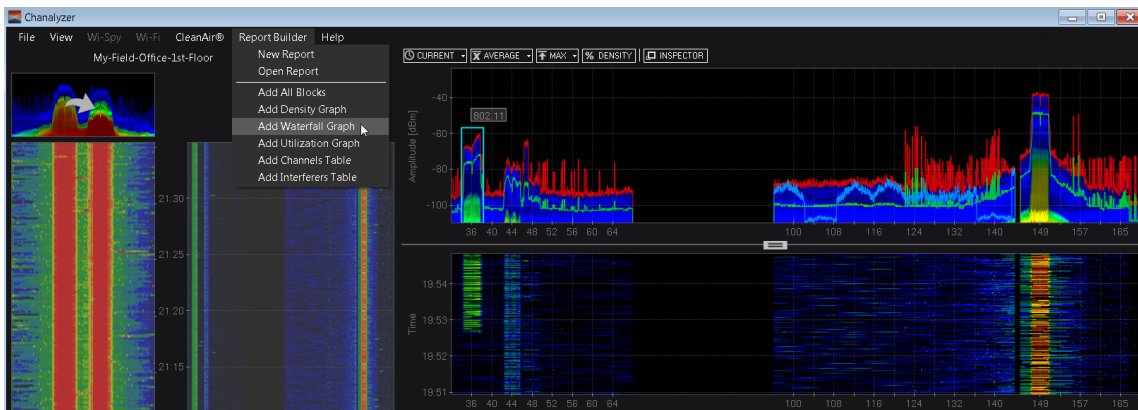 Chanalyzer
File View Wi-Spy Wi-Fi CleanAir® Report Builder Help
My-Field-Office-1st-Floor
New Report
Open Report
Add All Blocks
Add Density Graph
Add Waterfall Graph
Add Utilization Graph
Add Channels Table
Add Interferers Table
CURRENT AVERAGE MAX % DENSITY INSPECTOR
21:30
21:25
21:20
21:15
Amplitude [dBm]
-40
-60
-80
-100
802.11
36 40 44 48 52 56 60 64 100 108 116 124 132 140 149 157 165
Time
19:54
19:53
19:52
19:51
36 40 44 48 52 56 60 64 100 108 116 124 132 140 149 157 165